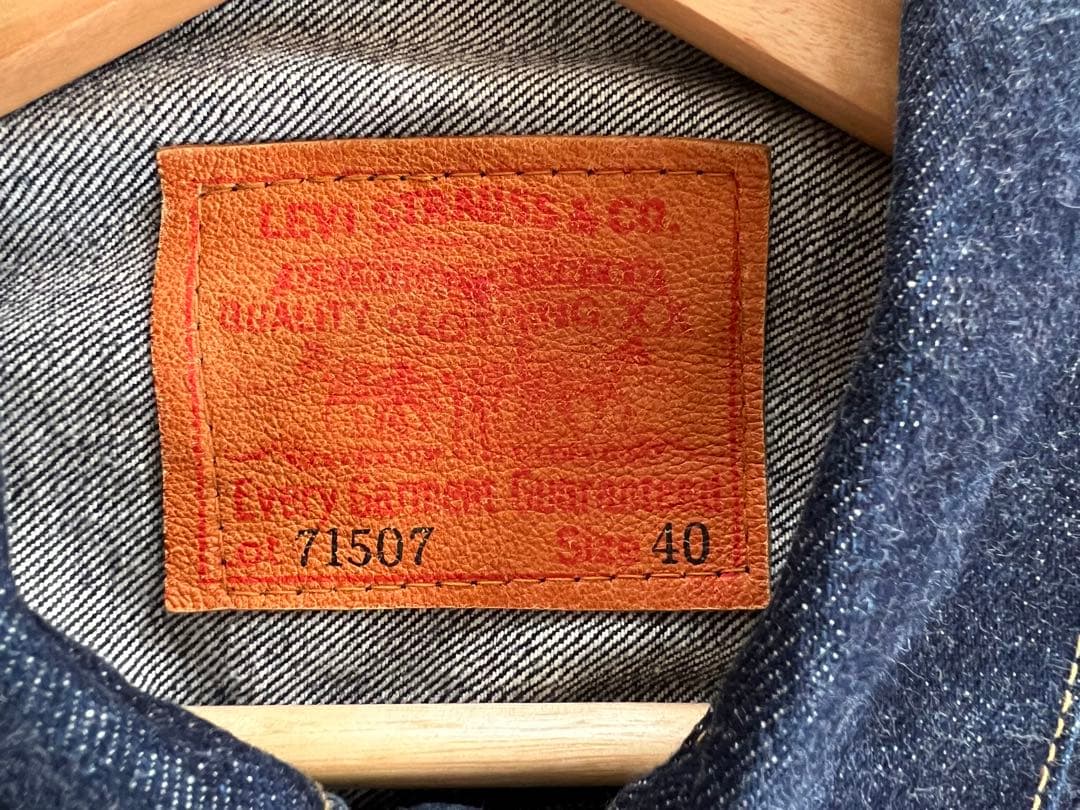 LEVI STRAUSS & CO.
QUALITY CLOTHING XX
Every Garment Guaranteed
Lot 71507 Size 40